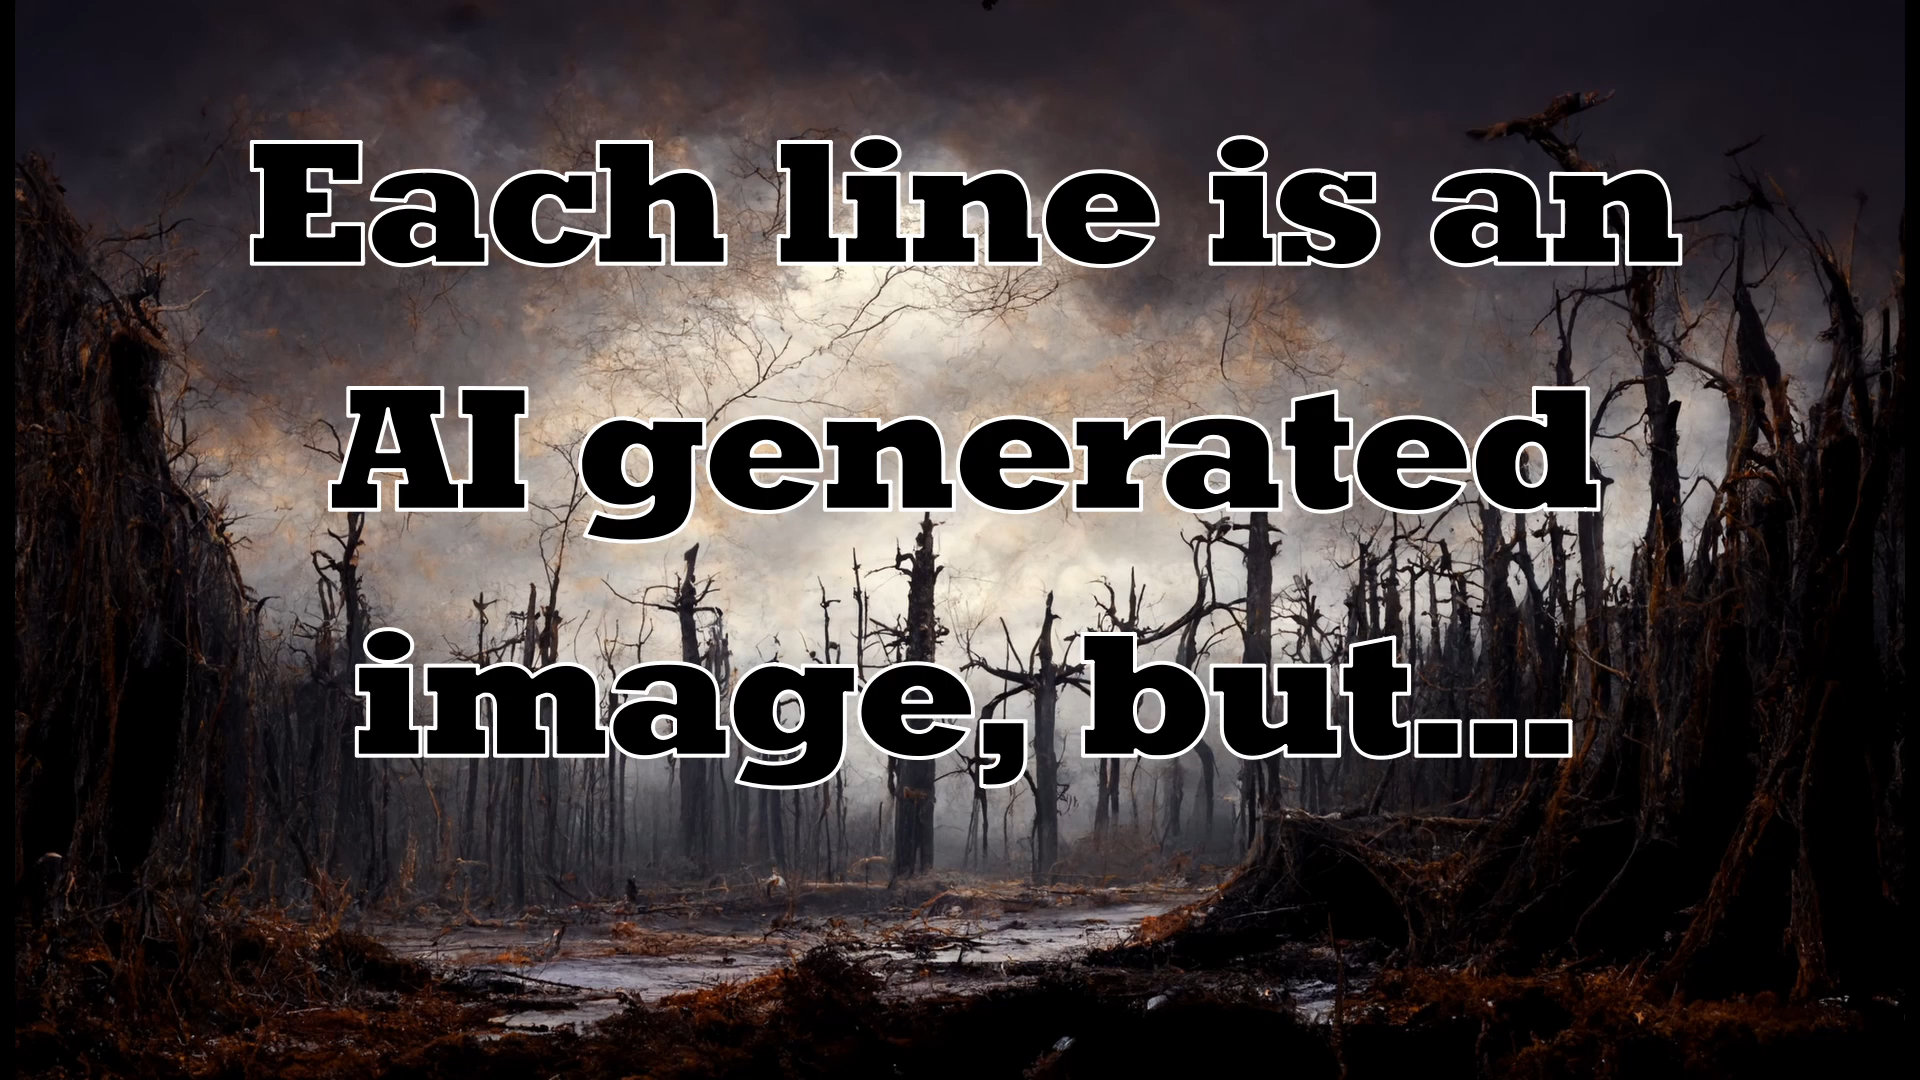 Each line is an
AI generated
image, but...